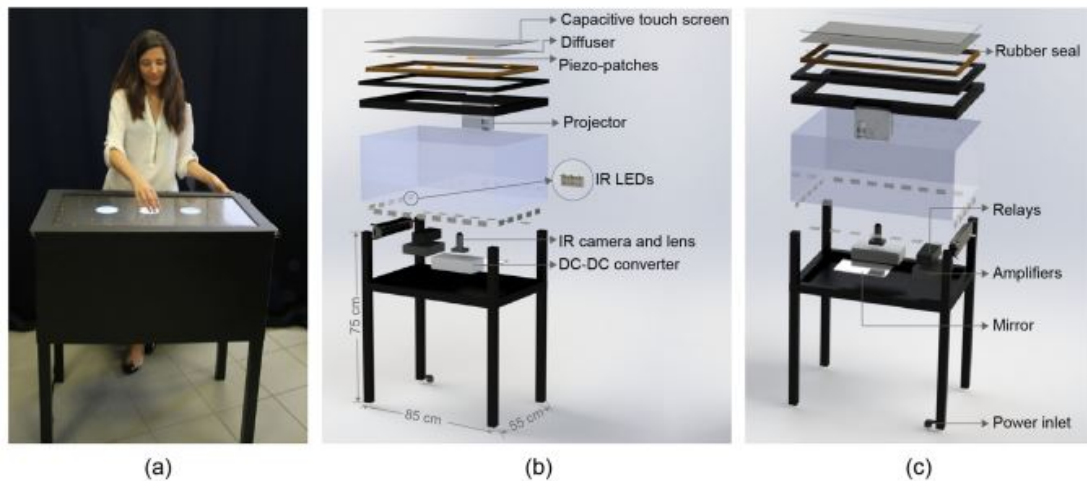 Capacitive touch screen
Diffuser
Piezo-patches
Projector
IR LEDs
IR camera and lens
DC-DC converter
75 cm
85 cm
55 cm
Rubber seal
Relays
Amplifiers
Mirror
Power inlet
(a)
(b)
(c)